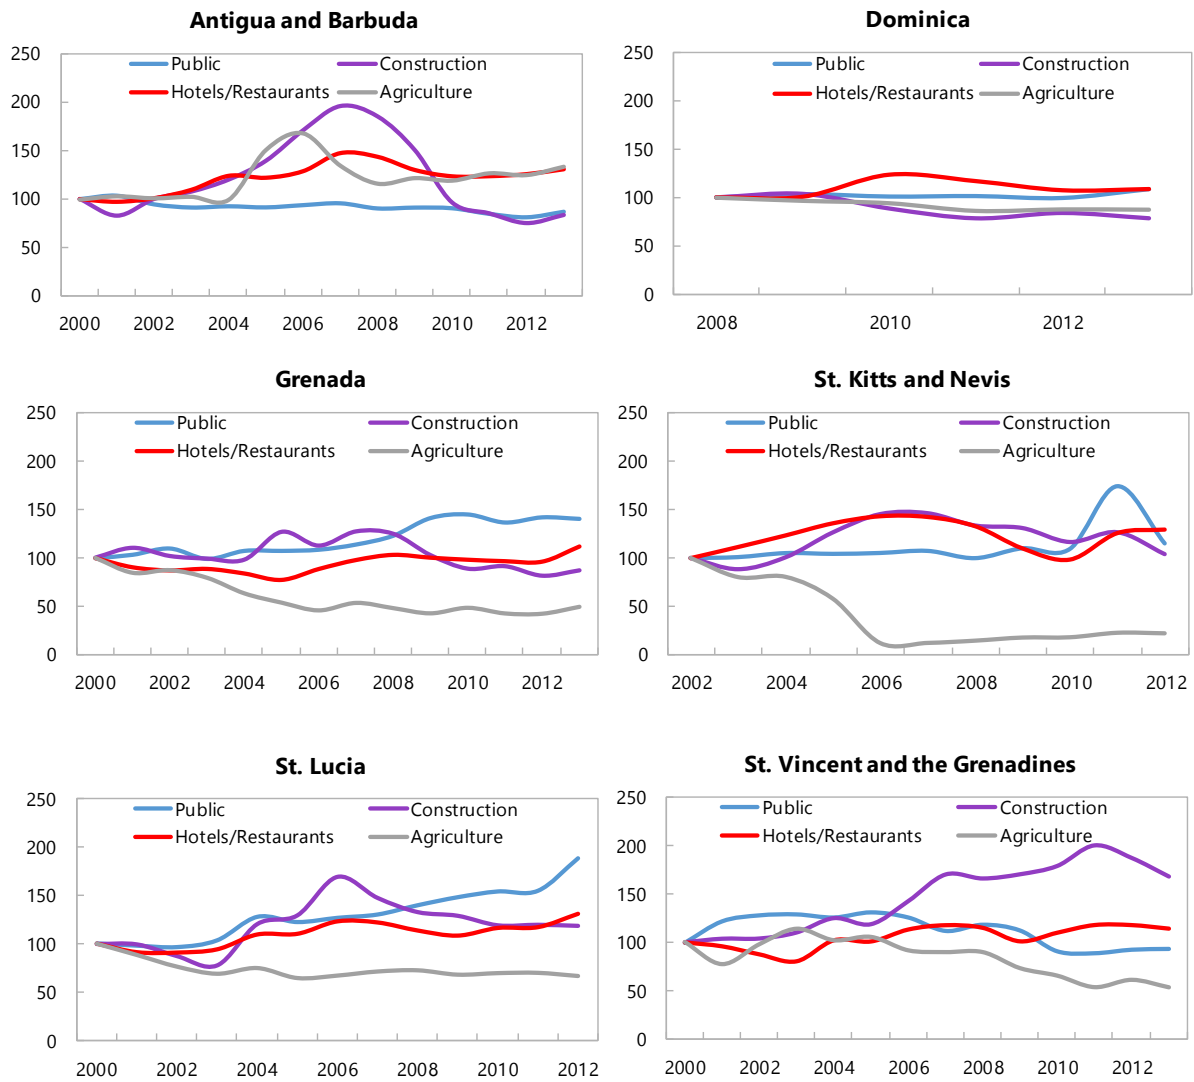 Antigua and Barbuda
250
200
150
100
50
0
Public
Construction
Hotels/Restaurants
Agriculture
2000 2002 2004 2006 2008 2010 2012
Dominica
250
200
150
100
50
0
Public
Construction
Hotels/Restaurants
Agriculture
2008 2010 2012
Grenada
250
200
150
100
50
0
Public
Construction
Hotels/Restaurants
Agriculture
2000 2002 2004 2006 2008 2010 2012
St. Kitts and Nevis
250
200
150
100
50
0
Public
Construction
Hotels/Restaurants
Agriculture
2002 2004 2006 2008 2010 2012
St. Lucia
250
200
150
100
50
0
Public
Construction
Hotels/Restaurants
Agriculture
2000 2002 2004 2006 2008 2010 2012
St. Vincent and the Grenadines
250
200
150
100
50
0
Public
Construction
Hotels/Restaurants
Agriculture
2000 2002 2004 2006 2008 2010 2012